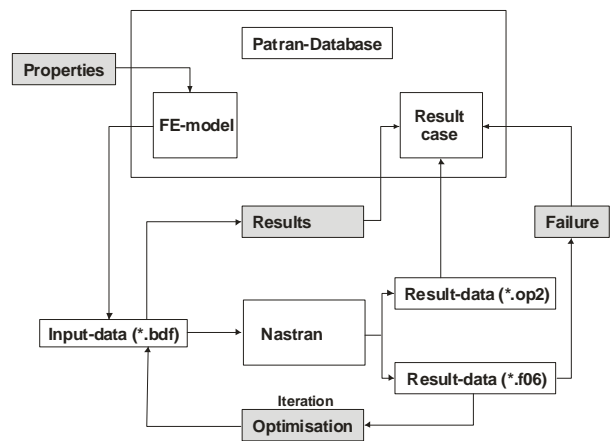 Patran-Database
Properties
FE-model
Result
case
Results
Failure
Result-data (*.op2)
Input-data (*.bdf)
Nastran
Result-data (*.f06)
Iteration
Optimisation